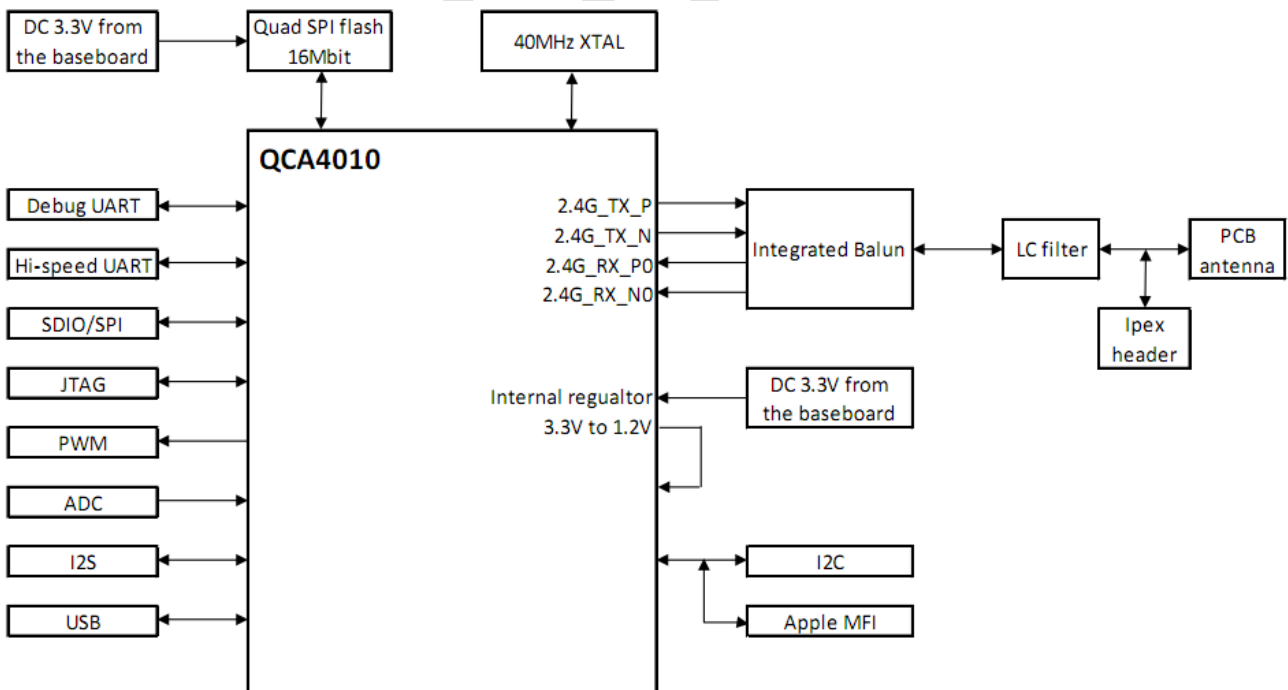 DC 3.3V from
the baseboard
Quad SPI flash
16Mbit
40MHz XTAL
QCA4010
Debug UART
Hi-speed UART
SDIO/SPI
JTAG
PWM
ADC
I2S
USB
2.4G_TX_P
2.4G_TX_N
2.4G_RX_P0
2.4G_RX_N0
Integrated Balun
LC filter
PCB
antenna
Ipex
header
Internal regualtor
3.3V to 1.2V
DC 3.3V from
the baseboard
I2C
Apple MFI